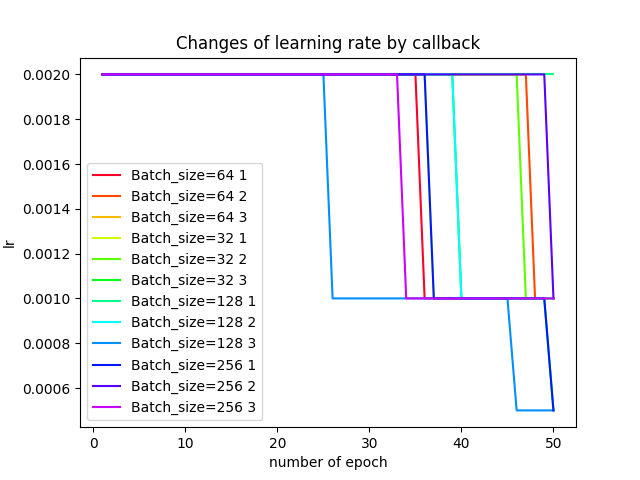 Changes of learning rate by callback
0.0020
0.0018
0.0016
0.0014
0.0012
0.0010
0.0008
0.0006
lr
Batch_size=64 1
Batch_size=64 2
Batch_size=64 3
Batch_size=32 1
Batch_size=32 2
Batch_size=32 3
Batch_size=128 1
Batch_size=128 2
Batch_size=128 3
Batch_size=256 1
Batch_size=256 2
Batch_size=256 3
0 10 20 30 40 50
number of epoch